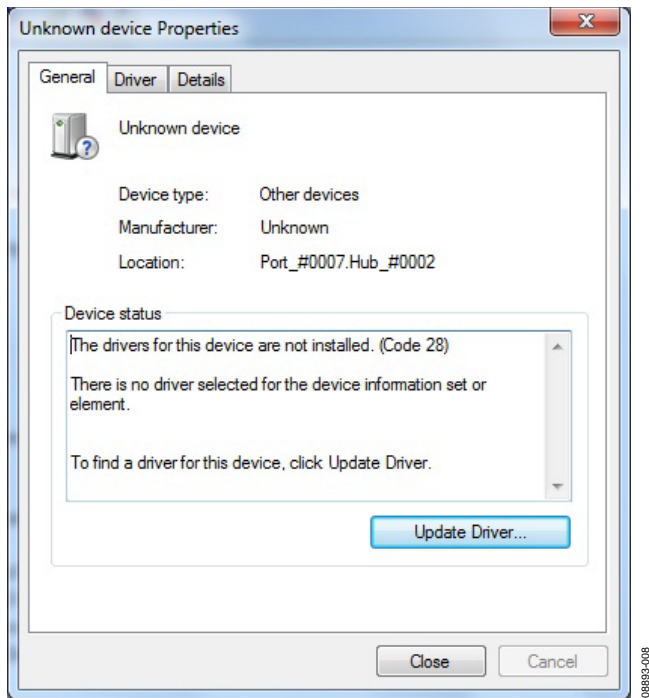 Unknown device Properties
General Driver Details
Unknown device
Device type: Other devices
Manufacturer: Unknown
Location: Port_#0007.Hub_#0002
Device status
The drivers for this device are not installed. (Code 28)
There is no driver selected for the device information set or
element.
To find a driver for this device, click Update Driver.
Update Driver...
Close Cancel
08893-008